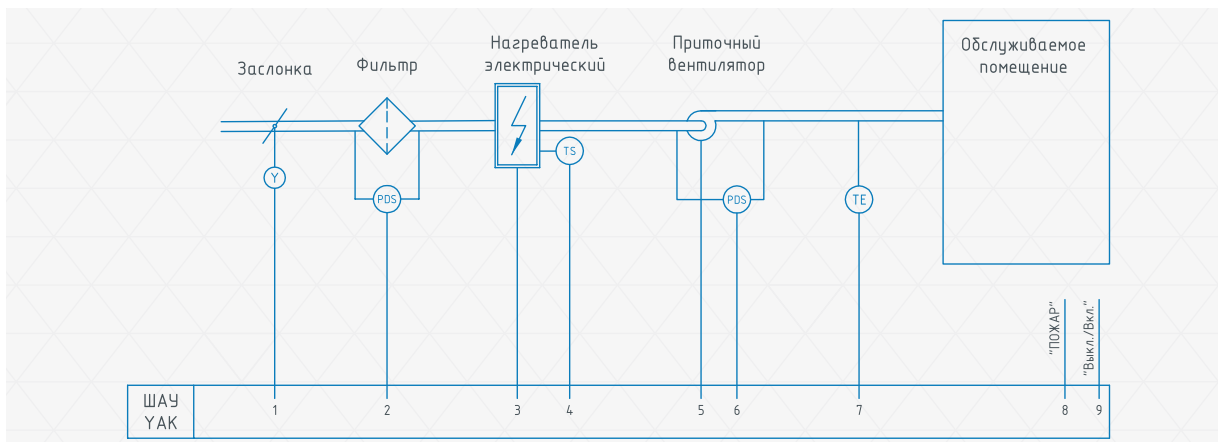 Заслонка
Фильтр
Нагреватель
электрический
Приточный
вентилятор
Обслуживаемое
помещение
Y
PDS
TS
PDS
TE
"ПОЖАР"
"Выкл./Вкл."
ШАУ
YAK
1 2 3 4 5 6 7 8 9